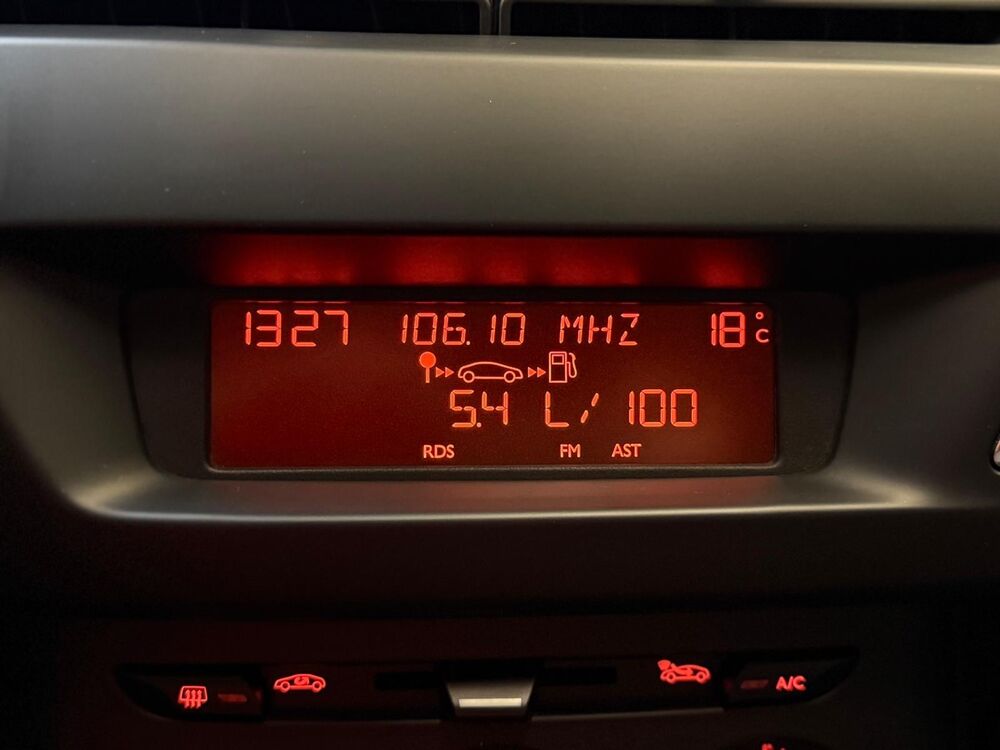 1327 106.10 MHZ 18°C
5.4 L/100
RDS FM AST
A/C